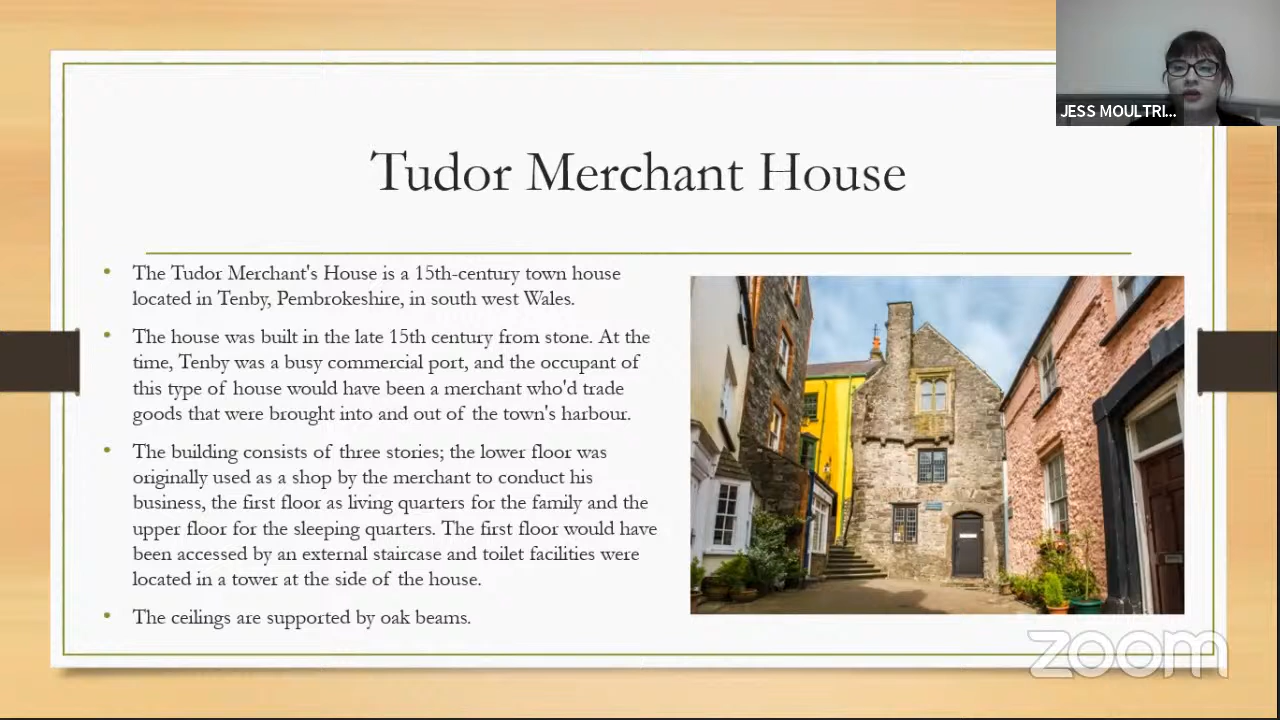 JESS MOULTRI...
Tudor Merchant House
• The Tudor Merchant's House is a 15th-century town house
located in Tenby, Pembrokeshire, in south west Wales.
• The house was built in the late 15th century from stone. At the
time, Tenby was a busy commercial port, and the occupant of
this type of house would have been a merchant who'd trade
goods that were brought into and out of the town's harbour.
• The building consists of three stories; the lower floor was
originally used as a shop by the merchant to conduct his
business, the first floor as living quarters for the family and the
upper floor for the sleeping quarters. The first floor would have
been accessed by an external staircase and toilet facilities were
located in a tower at the side of the house.
• The ceilings are supported by oak beams.
zoom